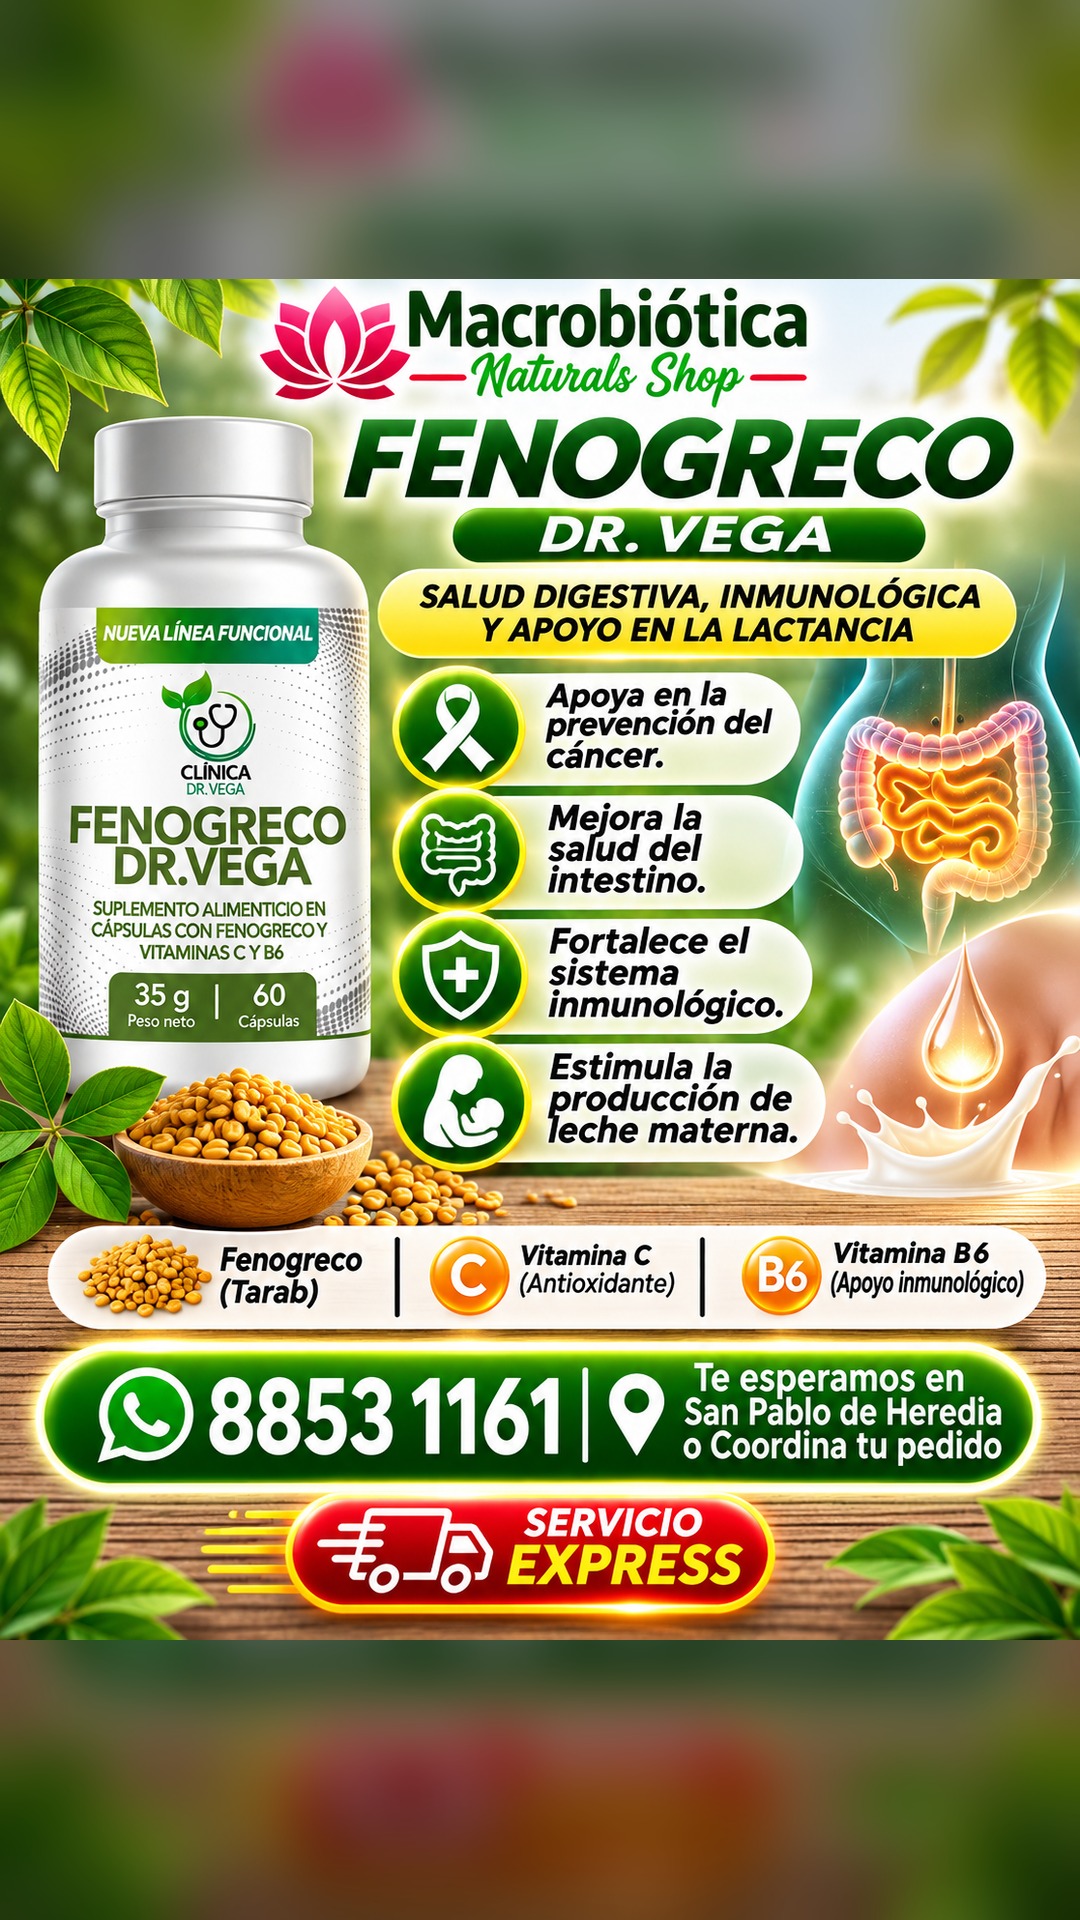 Macrobiótica
Naturals Shop
FENOGRECO
DR. VEGA
SALUD DIGESTIVA, INMUNOLÓGICA
Y APOYO EN LA LACTANCIA
NUEVA LÍNEA FUNCIONAL
CLÍNICA
DR. VEGA
FENOGRECO
DR.VEGA
SUPLEMENTO ALIMENTICIO EN
CÁPSULAS CON FENOGRECO Y
VITAMINAS C Y B6
35 g | 60
Peso neto Cápsulas
Apoya en la
prevención del
cáncer.
Mejora la
salud del
intestino.
Fortalece el
sistema
inmunológico.
Estimula la
producción de
leche materna.
Fenogreco
(Tarab)
C
Vitamina C
(Antioxidante)
B6
Vitamina B6
(Apoyo inmunológico)
8853 1161
Te esperamos en
San Pablo de Heredia
o Coordina tu pedido
SERVICIO
EXPRESS